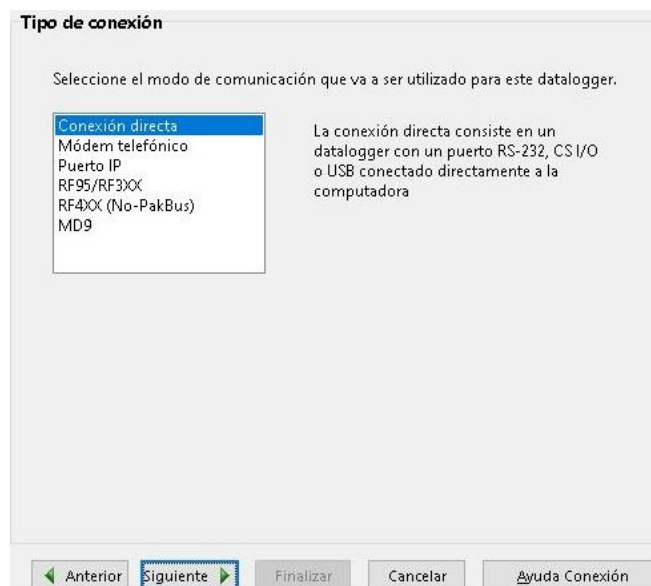 Tipo de conexión
Seleccione el modo de comunicación que va a ser utilizado para este datalogger.
Conexión directa
Módem telefónico
Puerto IP
RF95/RF3XX
RF4XX (No-PakBus)
MD9
La conexión directa consiste en un
datalogger con un puerto RS-232, CS I/O
o USB conectado directamente a la
computadora
Anterior
Siguiente
Finalizar
Cancelar
Ayuda Conexión